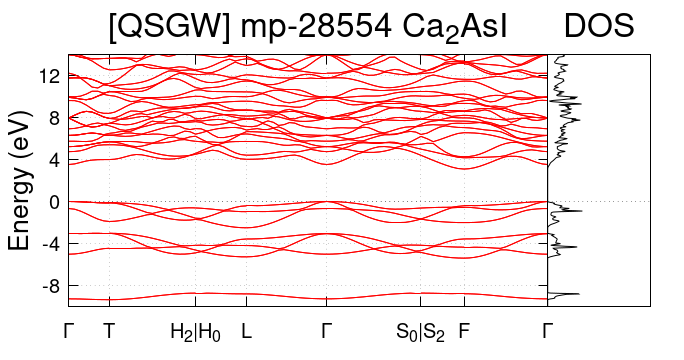 [QSGW] mp-28554 Ca₂AsI DOS
Energy (eV)
12
8
4
0
-4
-8
Γ T H₂|H₀ L Γ S₀|S₂ F Γ